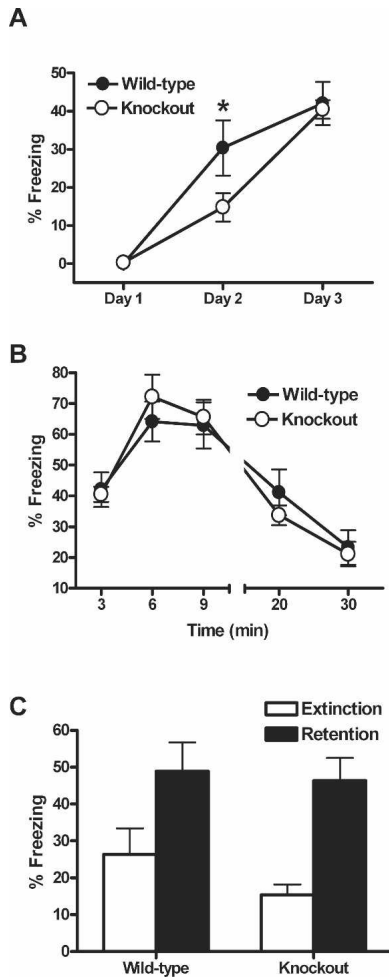 A
50
40
30
20
10
0
% Freezing
Wild-type
Knockout
*
Day 1 Day 2 Day 3
B
80
70
60
50
40
30
20
10
% Freezing
Wild-type
Knockout
3 6 9 20 30
Time (min)
C
60
50
40
30
20
10
0
% Freezing
Extinction
Retention
Wild-type Knockout